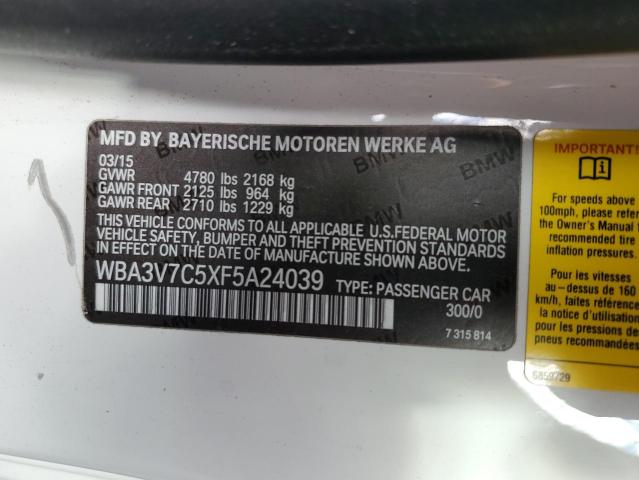 MFD BY BAYERISCHE MOTOREN WERKE AG
03/15
GVWR 4780 lbs 2168 kg
GAWR FRONT 2125 lbs 964 kg
GAWR REAR 2710 lbs 1229 kg
THIS VEHICLE CONFORMS TO ALL APPLICABLE U.S.FEDERAL MOTOR
VEHICLE SAFETY, BUMPER AND THEFT PREVENTION STANDARDS
IN EFFECT ON THE DATE OF MANUFACTURE SHOWN ABOVE.
WBA3V7C5XF5A24039 TYPE: PASSENGER CAR
300/0
7 315 814
BMW
BMW
BMW
BMW
IMPORTANT!
For speeds above
100mph, please refer
the Owner's Manual
recommended tire
inflation pressures.
Pour les vitesses
au-dessus de 160
km/h, faites référence
la notice d'utilisation
pour les pressions de
pneus recommandées
6859729